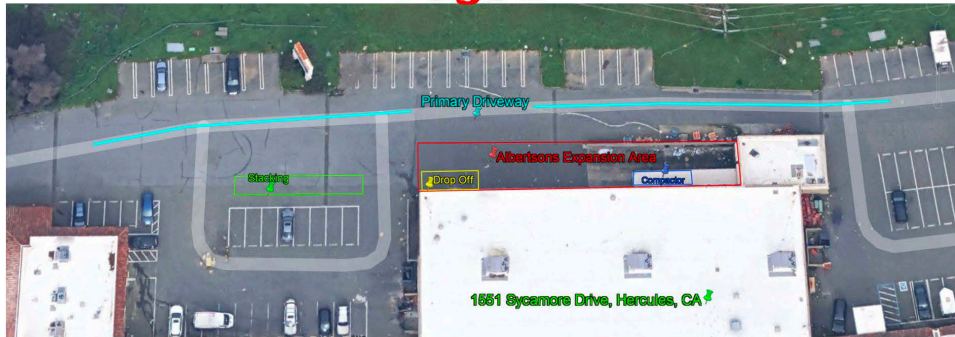 Primary Driveway
Albertsons Expansion Area
Stacking
Drop Off
Compactor
1551 Sycamore Drive, Hercules, CA